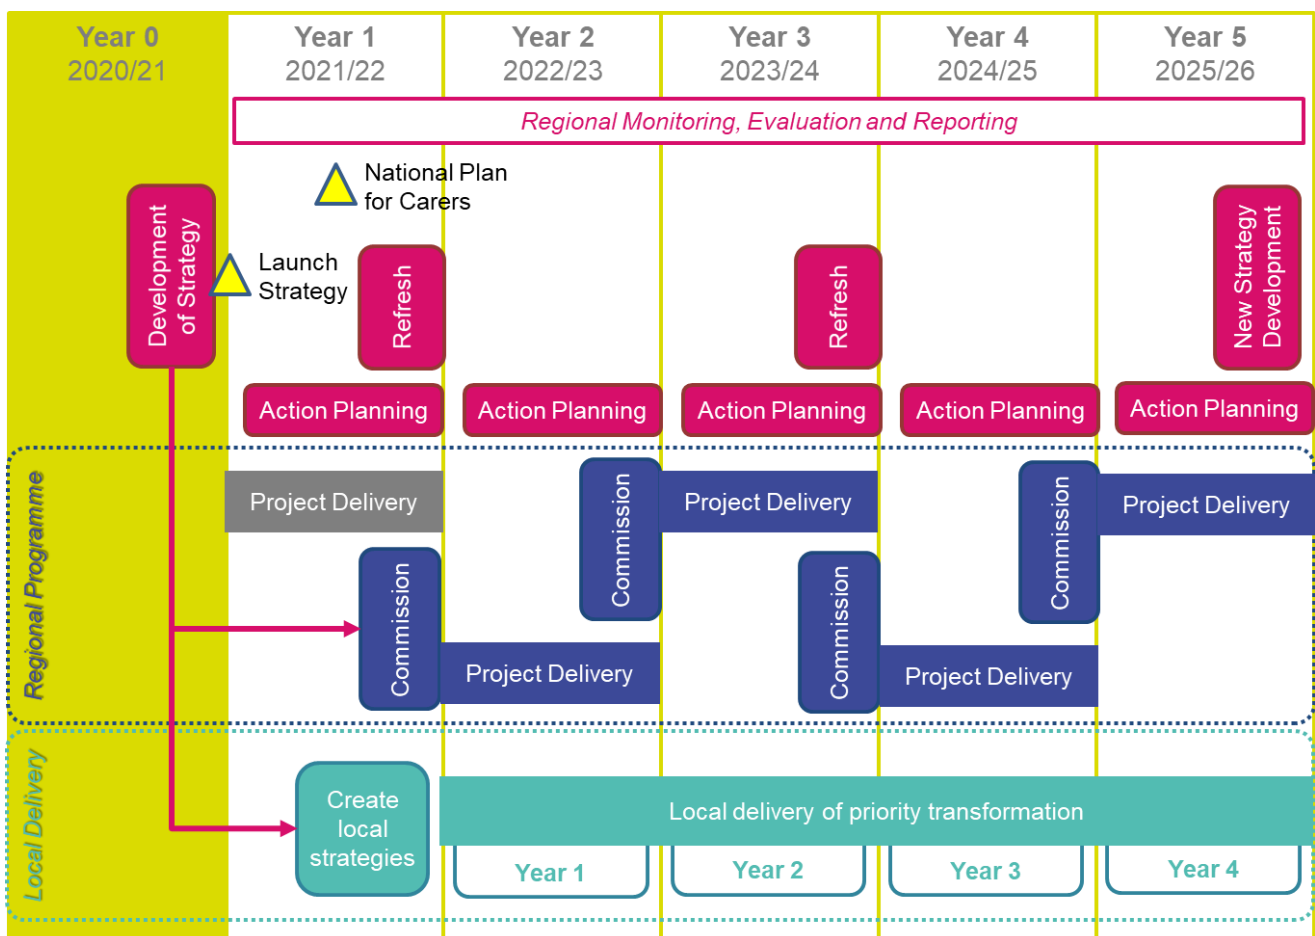 Year 0
2020/21
Year 1
2021/22
Year 2
2022/23
Year 3
2023/24
Year 4
2024/25
Year 5
2025/26
Regional Monitoring, Evaluation and Reporting
National Plan
for Carers
Development
of Strategy
Launch
Strategy
Refresh
Refresh
New Strategy
Development
Action Planning
Action Planning
Action Planning
Action Planning
Action Planning
Regional Programme
Project Delivery
Commission
Project Delivery
Commission
Project Delivery
Commission
Project Delivery
Commission
Project Delivery
Local Delivery
Create
local
strategies
Local delivery of priority transformation
Year 1
Year 2
Year 3
Year 4